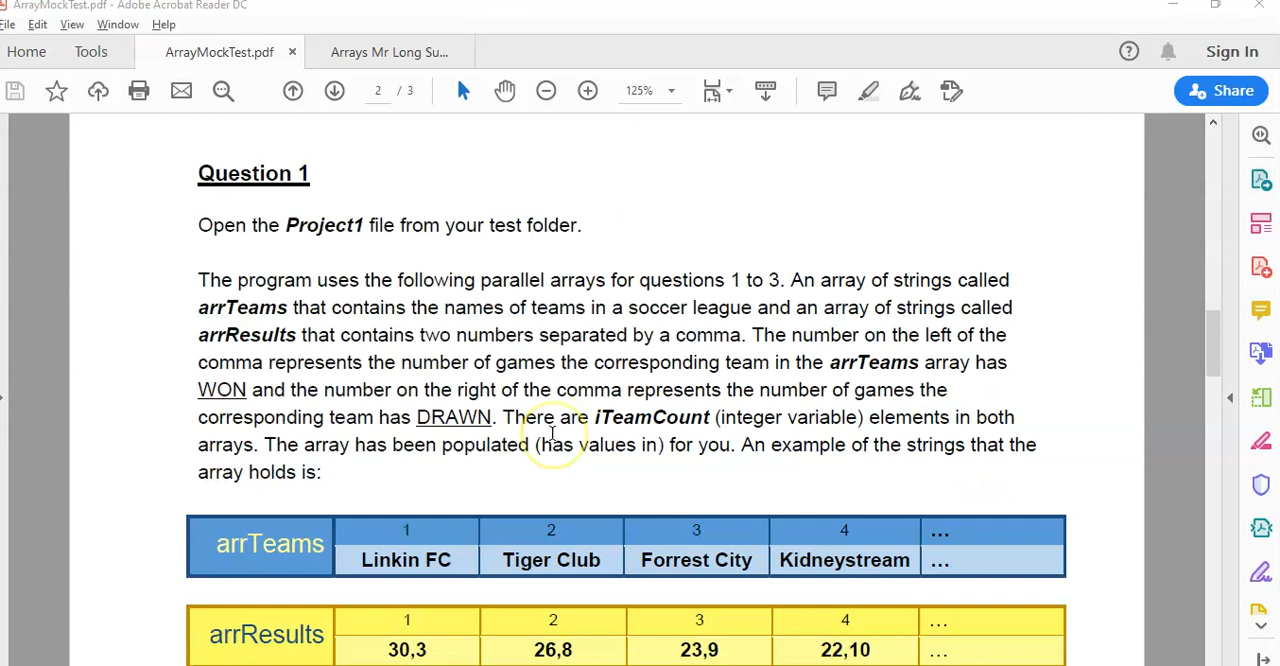 ArrayMockTest.pdf - Adobe Acrobat Reader DC
File Edit View Window Help
Home Tools ArrayMockTest.pdf × Arrays Mr Long Su... Sign In
2 / 3 125% Share
Question 1
Open the Project1 file from your test folder.
The program uses the following parallel arrays for questions 1 to 3. An array of strings called
arrTeams that contains the names of teams in a soccer league and an array of strings called
arrResults that contains two numbers separated by a comma. The number on the left of the
comma represents the number of games the corresponding team in the arrTeams array has
WON and the number on the right of the comma represents the number of games the
corresponding team has DRAWN. There are iTeamCount (integer variable) elements in both
arrays. The array has been populated (has values in) for you. An example of the strings that the
array holds is:
arrTeams 1 2 3 4 ...
Linkin FC Tiger Club Forrest City Kidneystream ...
arrResults 1 2 3 4 ...
30,3 26,8 23,9 22,10 ...